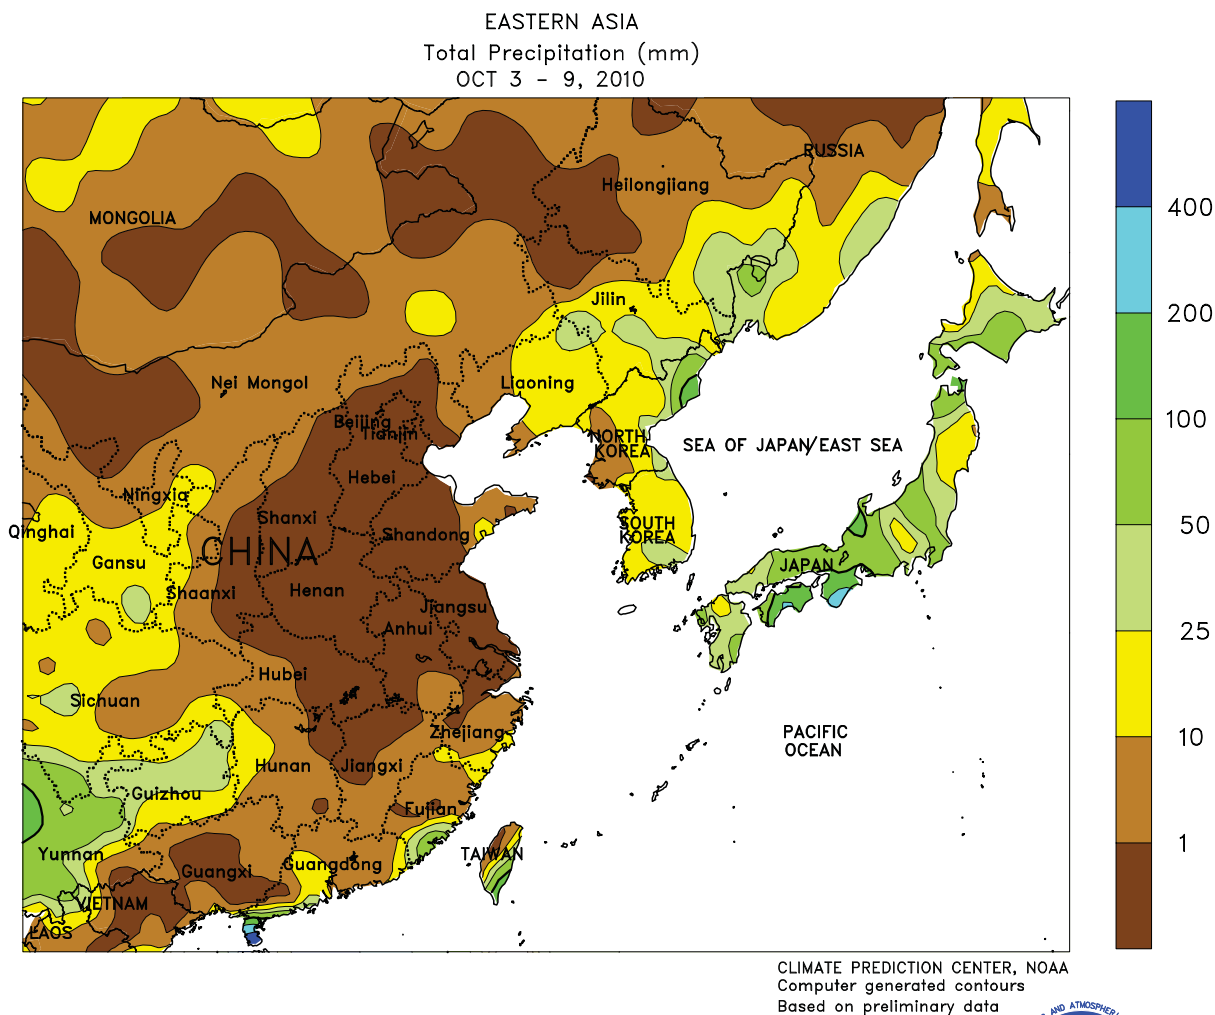 EASTERN ASIA
Total Precipitation (mm)
OCT 3 - 9, 2010
RUSSIA
Heilongjiang
MONGOLIA
400
Jilin
200
Nei Mongol
Liaoning
100
Beijing
Tianjin
NORTH
KOREA
SEA OF JAPAN/EAST SEA
Hebei
Ningxia
Shanxi
SOUTH
KOREA
50
Qinghai
Shandong
CHINA
Gansu
JAPAN
Shaanxi
Henan
Jiangsu
Anhui
25
Hubei
Sichuan
Zhejiang
PACIFIC
OCEAN
10
Hunan
Jiangxi
Guizhou
Fujian
1
Yunnan
TAIWAN
Guangxi
Guangdong
VIETNAM
LAOS
CLIMATE PREDICTION CENTER, NOAA
Computer generated contours
Based on preliminary data
AND ATMOSPHER